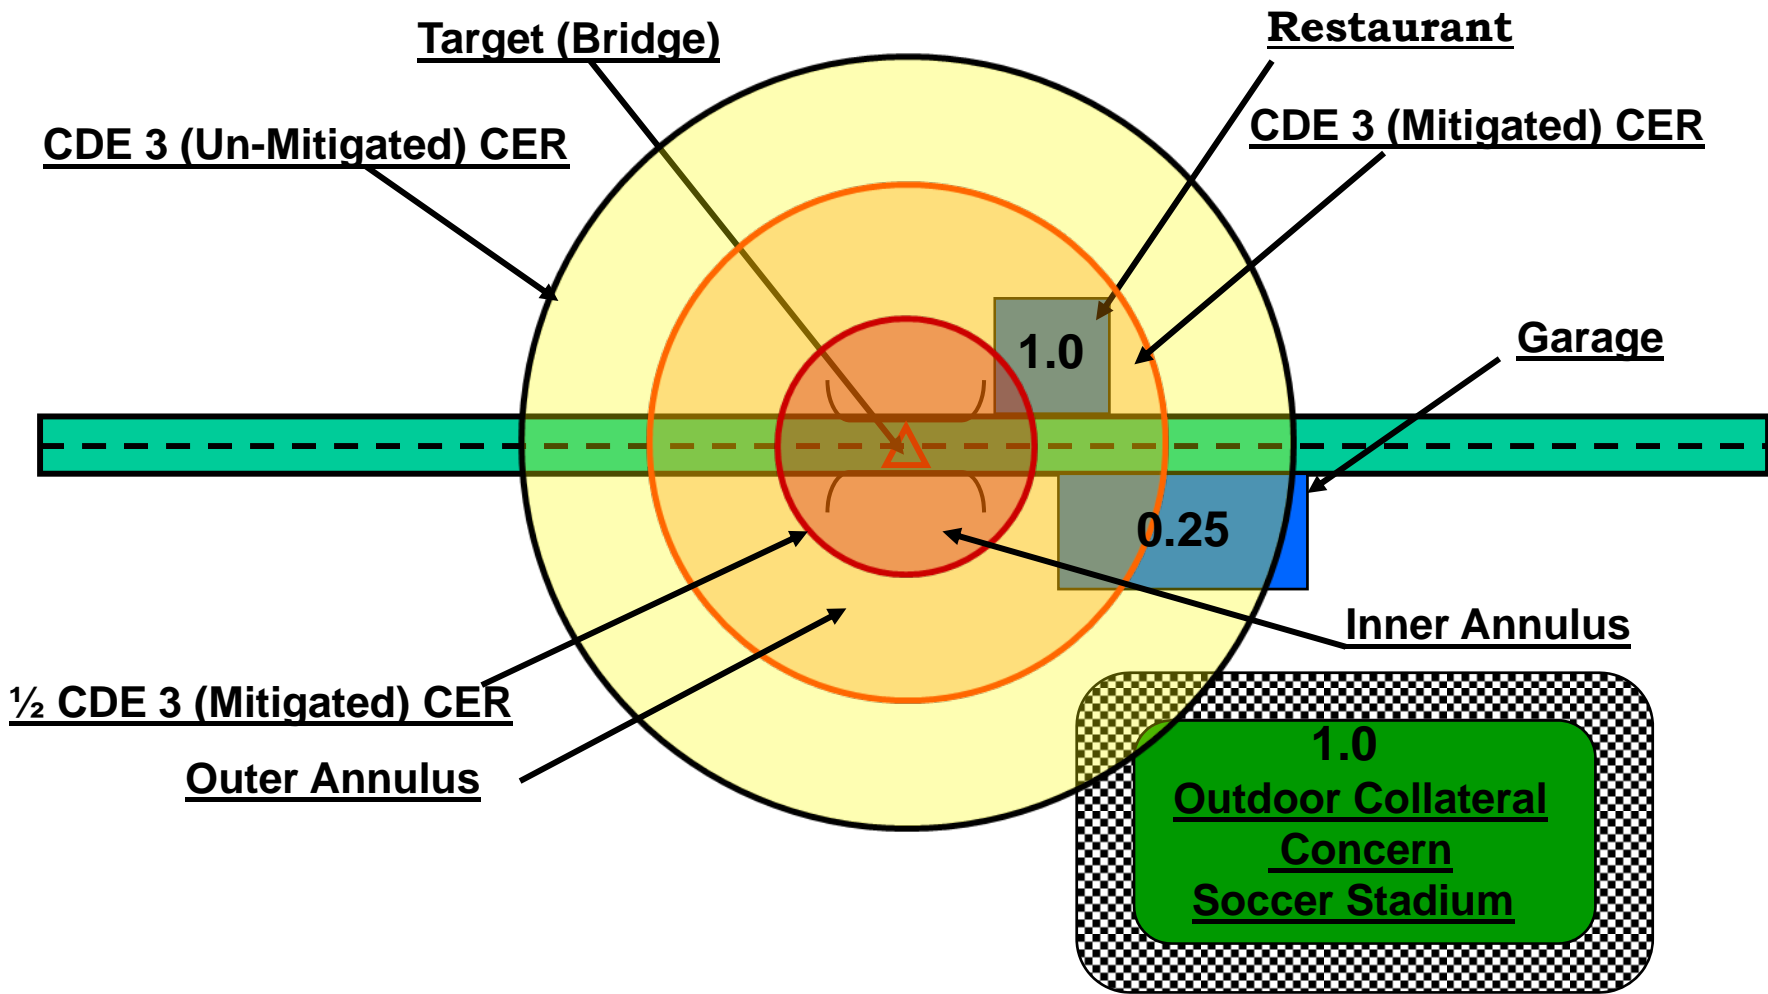 Target (Bridge)
Restaurant
CDE 3 (Un-Mitigated) CER
CDE 3 (Mitigated) CER
1.0
Garage
0.25
Inner Annulus
½ CDE 3 (Mitigated) CER
Outer Annulus
1.0
Outdoor Collateral
Concern
Soccer Stadium